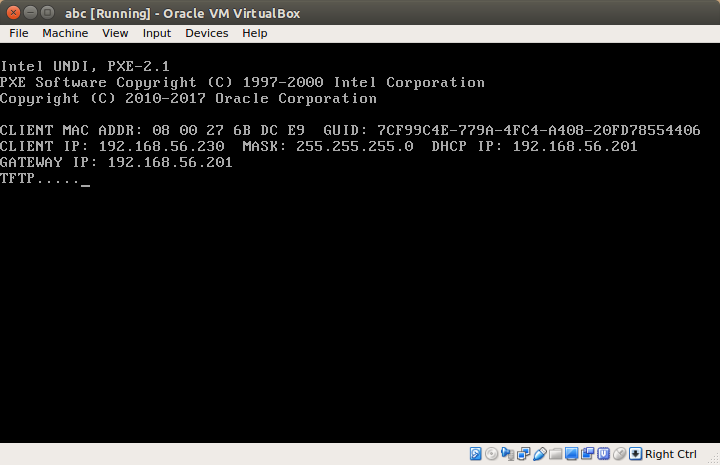 abc [Running] - Oracle VM VirtualBox
File Machine View Input Devices Help
Intel UNDI, PXE-2.1
PXE Software Copyright (C) 1997-2000 Intel Corporation
Copyright (C) 2010-2017 Oracle Corporation
CLIENT MAC ADDR: 08 00 27 6B DC E9  GUID: 7CF99C4E-779A-4FC4-A408-20FD78554406
CLIENT IP: 192.168.56.230  MASK: 255.255.255.0  DHCP IP: 192.168.56.201
GATEWAY IP: 192.168.56.201
TFTP....._
Right Ctrl